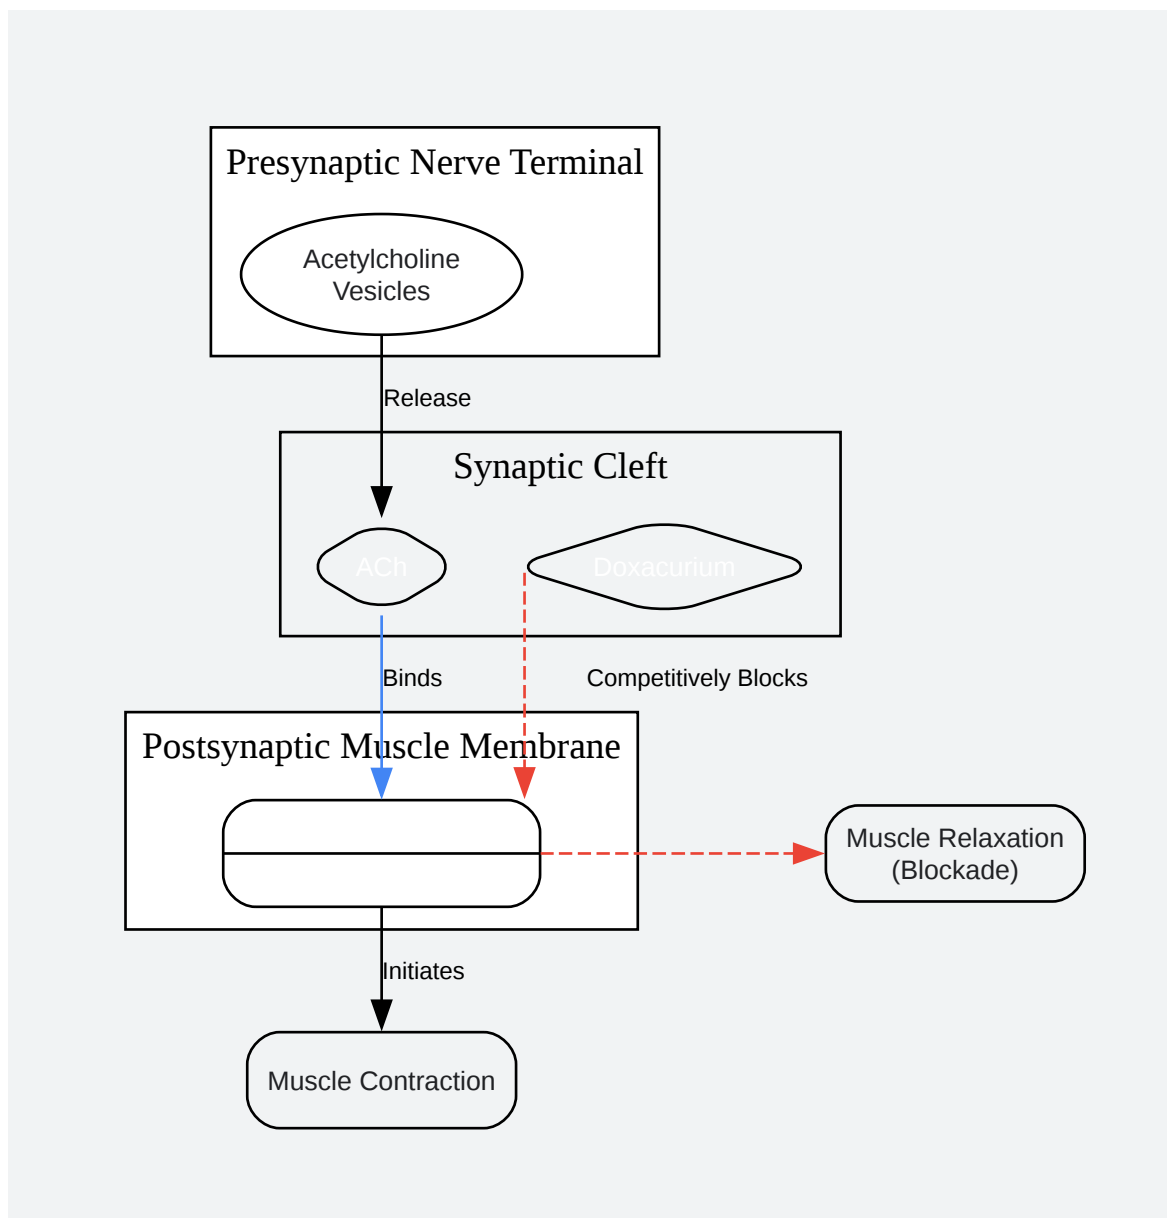 Presynaptic Nerve Terminal
Acetylcholine
Vesicles
Release
Synaptic Cleft
ACh
Doxacurium
Binds
Competitively Blocks
Postsynaptic Muscle Membrane
Muscle Relaxation
(Blockade)
Initiates
Muscle Contraction